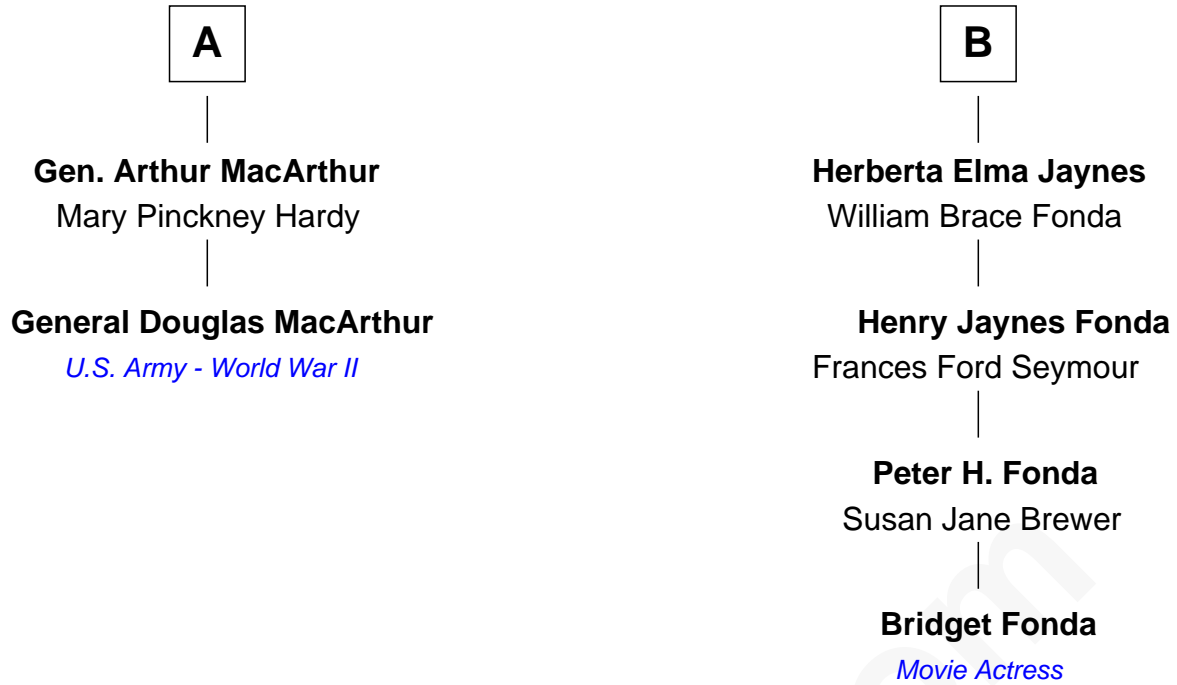 A
Gen. Arthur MacArthur
Mary Pinckney Hardy
General Douglas MacArthur
U.S. Army - World War II
B
Herberta Elma Jaynes
William Brace Fonda
Henry Jaynes Fonda
Frances Ford Seymour
Peter H. Fonda
Susan Jane Brewer
Bridget Fonda
Movie Actress